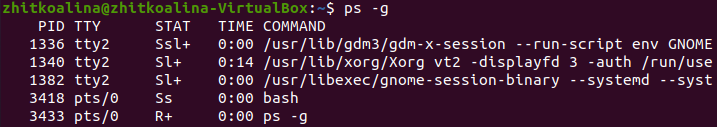 zhitkoalina@zhitkoalina-VirtualBox:~$ ps -g
PID TTY STAT TIME COMMAND
1336 tty2 Ssl+ 0:00 /usr/lib/gdm3/gdm-x-session --run-script env GNOME
1340 tty2 Sl+ 0:14 /usr/lib/xorg/Xorg vt2 -displayfd 3 -auth /run/use
1382 tty2 Sl+ 0:00 /usr/libexec/gnome-session-binary --systemd --syst
3418 pts/0 Ss 0:00 bash
3433 pts/0 R+ 0:00 ps -g